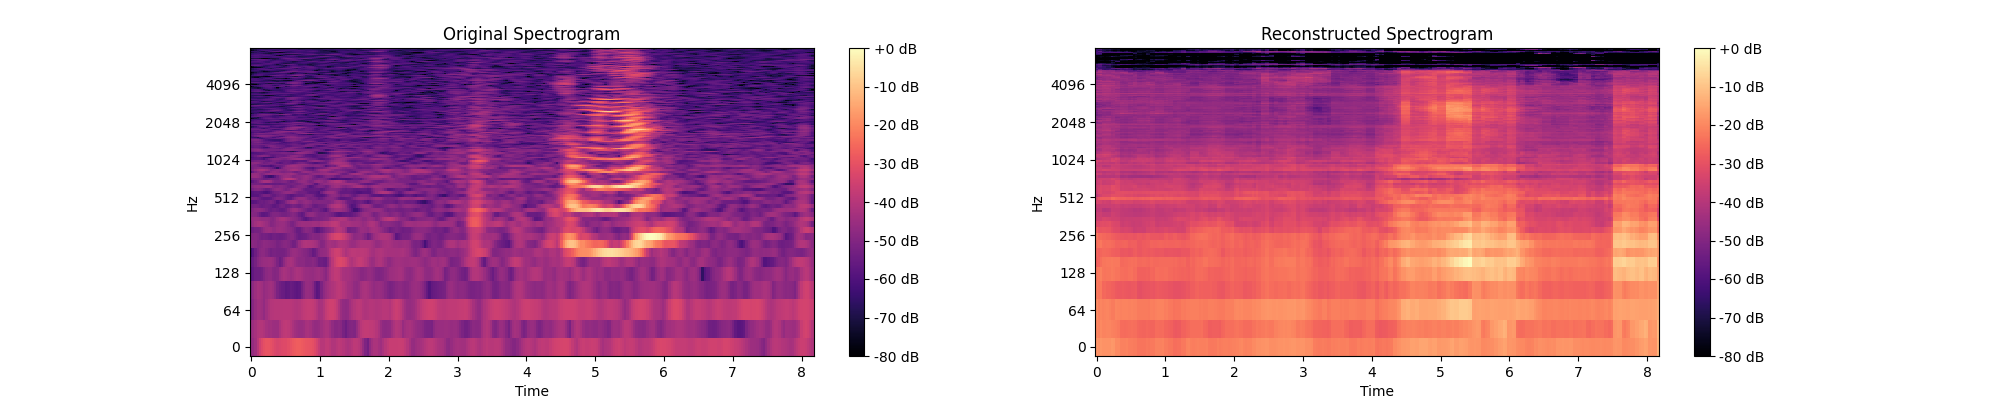 Original Spectrogram
Hz
4096
2048
1024
512
256
128
64
0
0 1 2 3 4 5 6 7 8
Time
+0 dB
-10 dB
-20 dB
-30 dB
-40 dB
-50 dB
-60 dB
-70 dB
-80 dB
Reconstructed Spectrogram
Hz
4096
2048
1024
512
256
128
64
0
0 1 2 3 4 5 6 7 8
Time
+0 dB
-10 dB
-20 dB
-30 dB
-40 dB
-50 dB
-60 dB
-70 dB
-80 dB